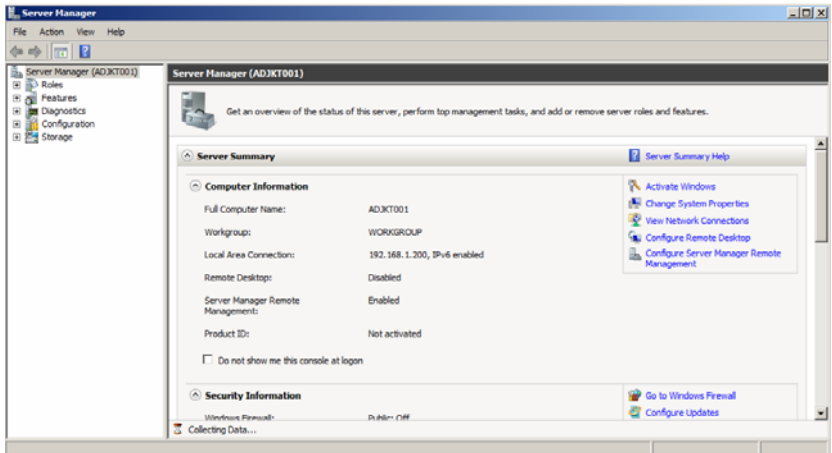 Server Manager
File Action View Help
Server Manager (ADJKT001)
Roles
Features
Diagnostics
Configuration
Storage
Server Manager (ADJKT001)
Get an overview of the status of this server, perform top management tasks, and add or remove server roles and features.
Server Summary
Server Summary Help
Computer Information
Full Computer Name: ADJKT001
Workgroup: WORKGROUP
Local Area Connection: 192.168.1.200, IPv6 enabled
Remote Desktop: Disabled
Server Manager Remote
Management: Enabled
Product ID: Not activated
Do not show me this console at logon
Activate Windows
Change System Properties
View Network Connections
Configure Remote Desktop
Configure Server Manager Remote
Management
Security Information
Windows Firewall: Public: Off
Go to Windows Firewall
Configure Updates
Collecting Data...